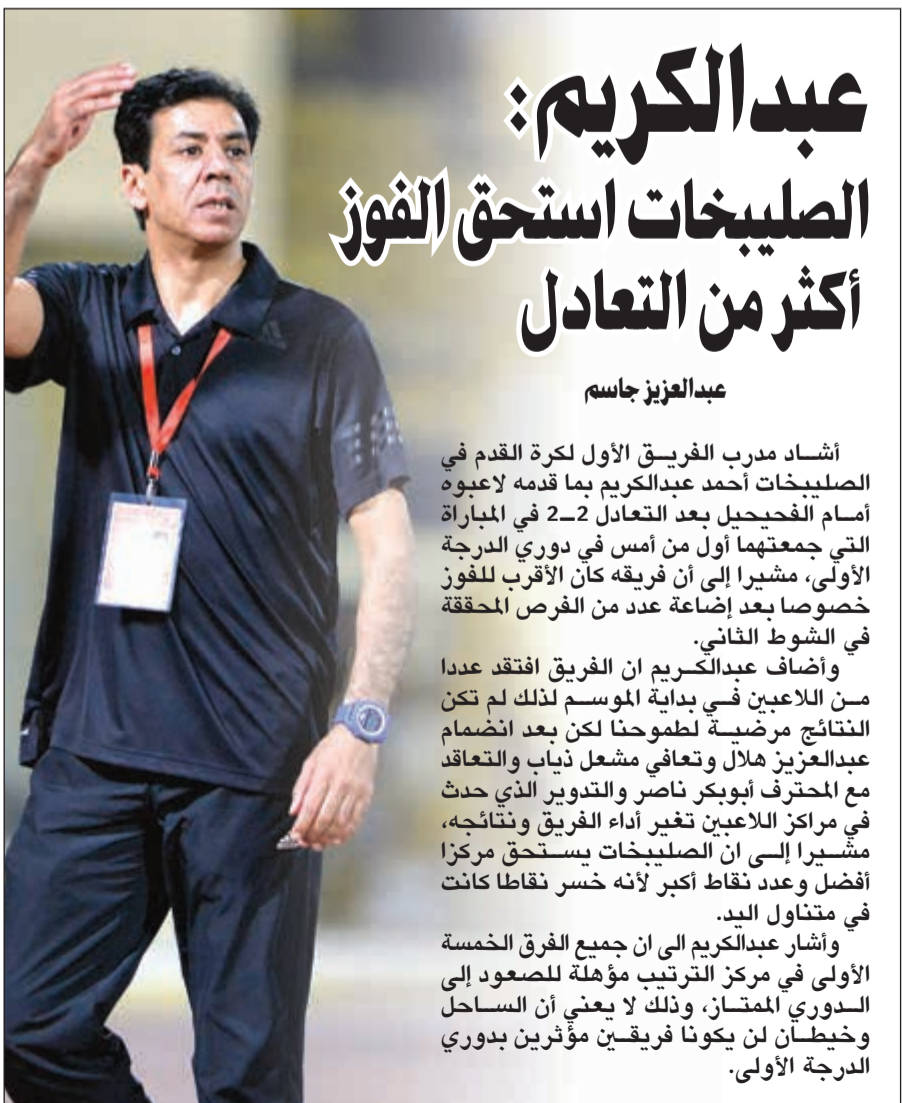 عبدالكريم:
الصليبخات استحق الفوز
أكثر من التعادل
عبدالعزيز جاسم
أشاد مدرب الفريق الأول لكرة القدم في
الصليبخات أحمد عبدالكريم بما قدمه لاعبوه
أمام الفحيحيل بعد التعادل 2-2 في المباراة
التي جمعتهما أول من أمس في دوري الدرجة
الأولى، مشيرا إلى أن فريقه كان الأقرب للفوز
خصوصا بعد إضاعة عدد من الفرص المحققة
في الشوط الثاني.
وأضاف عبدالكريم ان الفريق افتقد عددا
من اللاعبين في بداية الموسم لذلك لم تكن
النتائج مرضية لطموحنا لكن بعد انضمام
عبدالعزيز هلال وتعافي مشعل ذياب والتعاقد
مع المحترف أبوبكر ناصر والتدوير الذي حدث
في مراكز اللاعبين تغير أداء الفريق ونتائجه،
مشيرا إلى ان الصليبخات يستحق مركزا
أفضل وعدد نقاط أكبر لأنه خسر نقاطا كانت
في متناول اليد.
وأشار عبدالكريم الى ان جميع الفرق الخمسة
الأولى في مركز الترتيب مؤهلة للصعود إلى
الدوري الممتاز، وذلك لا يعني أن الساحل
وخيطان لن يكونا فريقين مؤثرين بدوري
الدرجة الأولى.